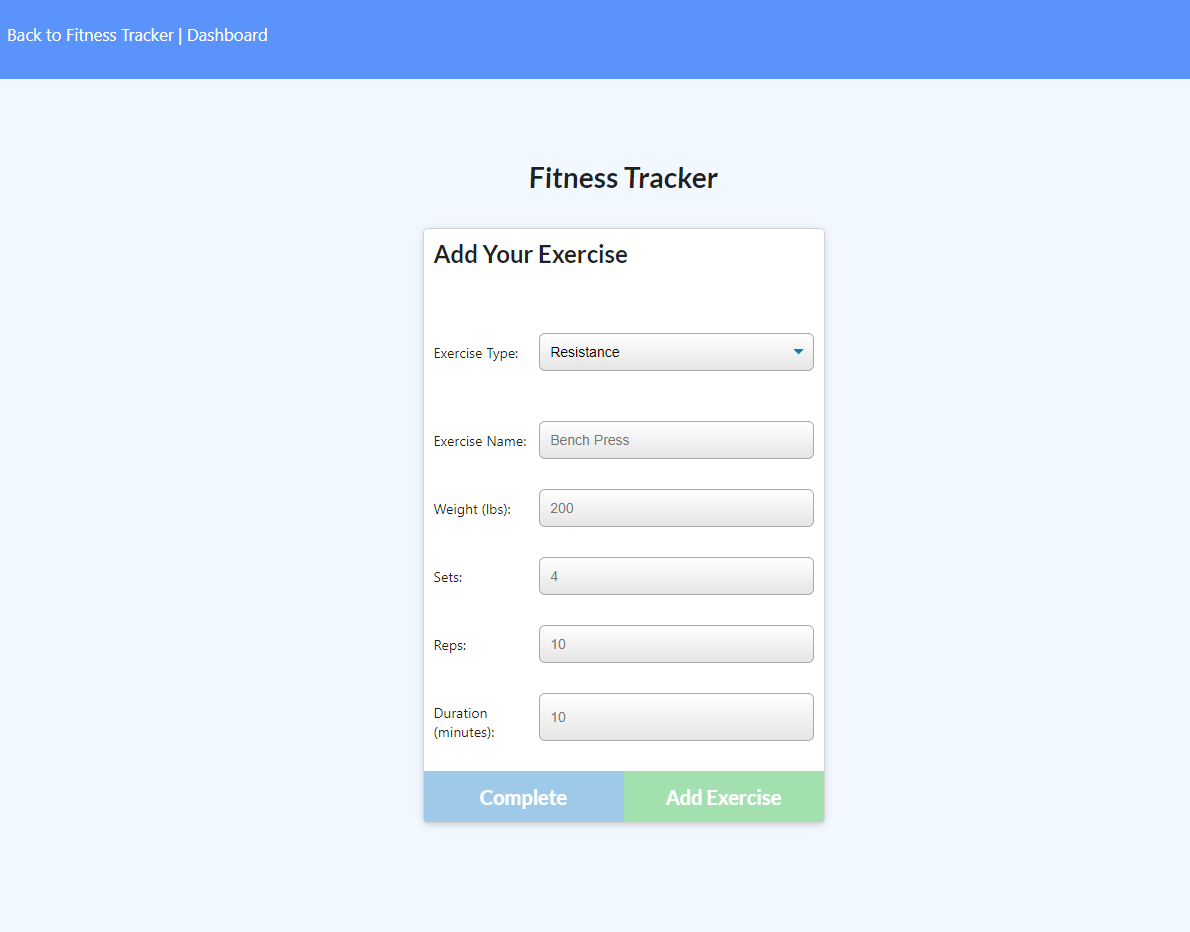 Back to Fitness Tracker | Dashboard
Fitness Tracker
Add Your Exercise
Exercise Type: Resistance
Exercise Name: Bench Press
Weight (lbs): 200
Sets: 4
Reps: 10
Duration
(minutes): 10
Complete Add Exercise